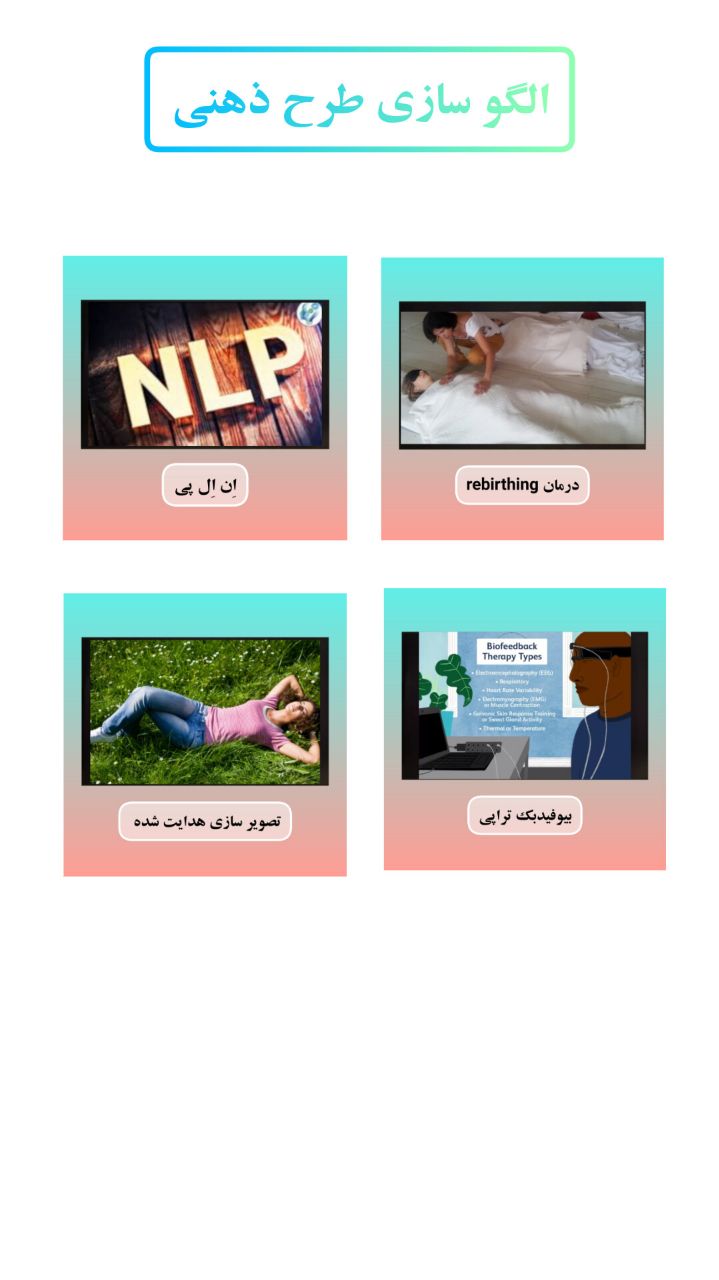 الگو سازی طرح ذهنی
درمان rebirthing
NLP
اِن اِل پی
Biofeedback
Therapy Types
• Electroencephalography (EEG)
• Respiratory
• Heart Rate Variability
• Electromyography (EMG)
or Muscle Contraction
• Galvanic Skin Response Training
or Sweat Gland Activity
• Thermal or Temperature
بیوفیدبک تراپی
تصویر سازی هدایت شده